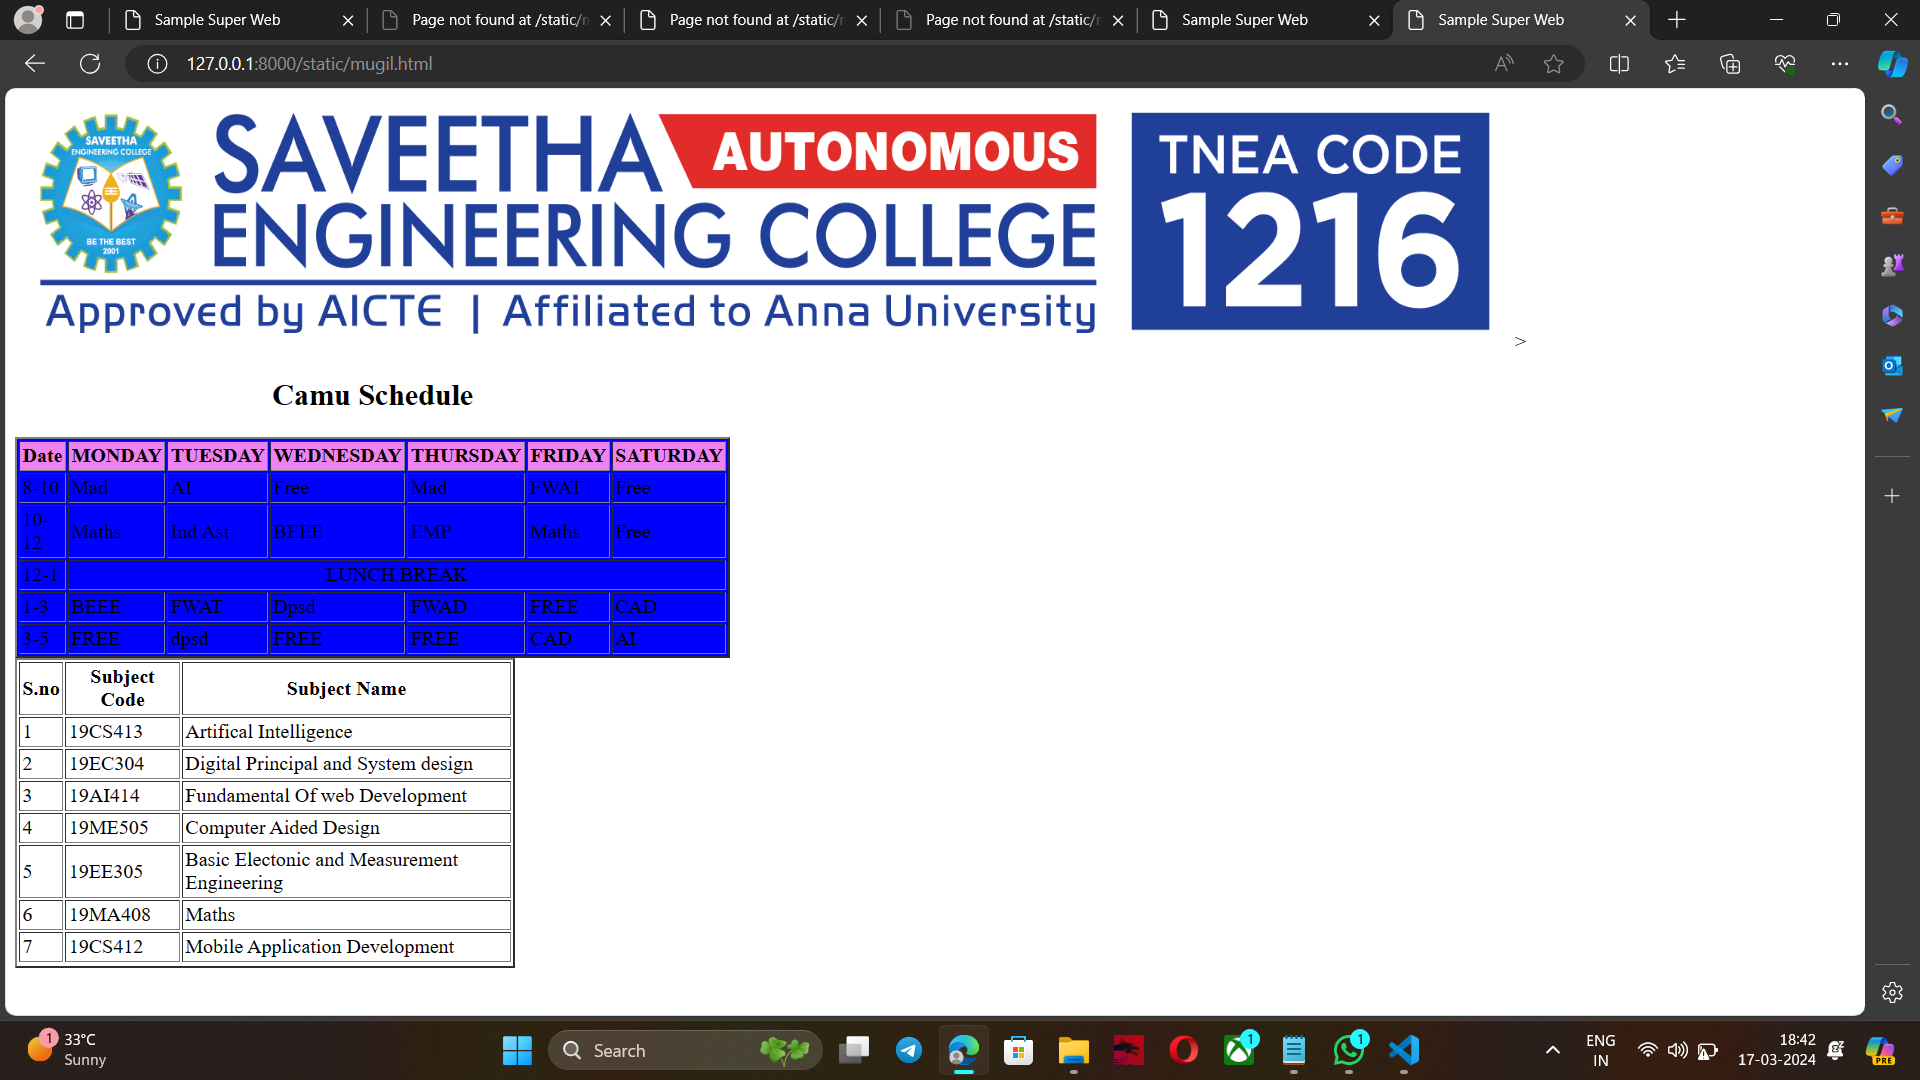 Sample Super Web
Page not found at /static/
Page not found at /static/
Page not found at /static/
Sample Super Web
Sample Super Web
127.0.0.1:8000/static/mugil.html
SAVEETHA
ENGINEERING COLLEGE
BE THE BEST
2001
SAVEETHA AUTONOMOUS
ENGINEERING COLLEGE
Approved by AICTE | Affiliated to Anna University
TNEA CODE
1216
>
Camu Schedule
Date MONDAY TUESDAY WEDNESDAY THURSDAY FRIDAY SATURDAY
8-10 Mad AI Free Mad FWAT Free
10-
12 Maths Ind Ast BEEE EMP Maths Free
12-1 LUNCH BREAK
1-3 BEEE FWAT Dpsd FWAD FREE CAD
3-5 FREE dpsd FREE FREE CAD AI
S.no Subject Code Subject Name
1 19CS413 Artifical Intelligence
2 19EC304 Digital Principal and System design
3 19AI414 Fundamental Of web Development
4 19ME505 Computer Aided Design
5 19EE305 Basic Electonic and Measurement
Engineering
6 19MA408 Maths
7 19CS412 Mobile Application Development
1
33°C
Sunny
Search
1
1
ENG
IN
18:42
17-03-2024
PRE